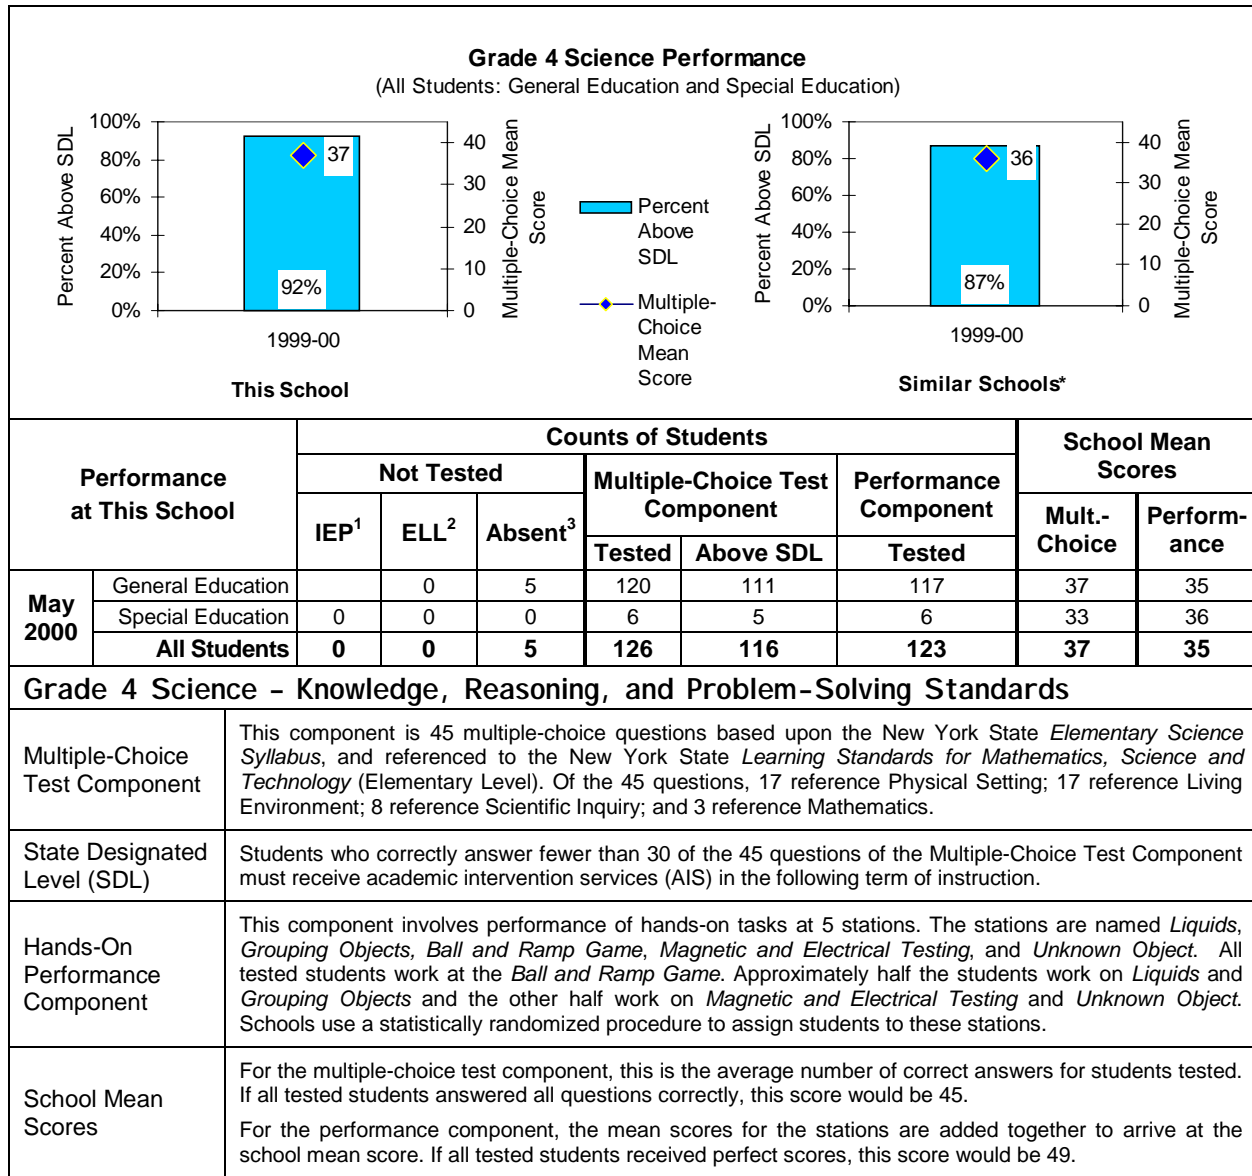 Grade 4 Science Performance
(All Students: General Education and Special Education)
Percent Above SDL
100%
80%
60%
40%
20%
0%
37
92%
40
30
20
10
0
Multiple-Choice Mean
Score
1999-00
This School
Percent
Above
SDL
Multiple-
Choice
Mean
Score
Percent Above SDL
100%
80%
60%
40%
20%
0%
36
87%
40
30
20
10
0
Multiple-Choice Mean
Score
1999-00
Similar Schools*
Performance
at This School
Counts of Students
School Mean
Scores
Not Tested
Multiple-Choice Test
Component
Performance
Component
IEP1
ELL2
Absent3
Mult.-
Choice
Perform-
ance
Tested
Above SDL
Tested
May
2000
General Education 0 5 120 111 117 37 35
Special Education 0 0 0 6 5 6 33 36
All Students 0 0 5 126 116 123 37 35
Grade 4 Science – Knowledge, Reasoning, and Problem-Solving Standards
Multiple-Choice
Test Component
This component is 45 multiple-choice questions based upon the New York State Elementary Science
Syllabus, and referenced to the New York State Learning Standards for Mathematics, Science and
Technology (Elementary Level). Of the 45 questions, 17 reference Physical Setting; 17 reference Living
Environment; 8 reference Scientific Inquiry; and 3 reference Mathematics.
State Designated
Level (SDL)
Students who correctly answer fewer than 30 of the 45 questions of the Multiple-Choice Test Component
must receive academic intervention services (AIS) in the following term of instruction.
Hands-On
Performance
Component
This component involves performance of hands-on tasks at 5 stations. The stations are named Liquids,
Grouping Objects, Ball and Ramp Game, Magnetic and Electrical Testing, and Unknown Object. All
tested students work at the Ball and Ramp Game. Approximately half the students work on Liquids and
Grouping Objects and the other half work on Magnetic and Electrical Testing and Unknown Object.
Schools use a statistically randomized procedure to assign students to these stations.
School Mean
Scores
For the multiple-choice test component, this is the average number of correct answers for students tested.
If all tested students answered all questions correctly, this score would be 45.
For the performance component, the mean scores for the stations are added together to arrive at the
school mean score. If all tested students received perfect scores, this score would be 49.